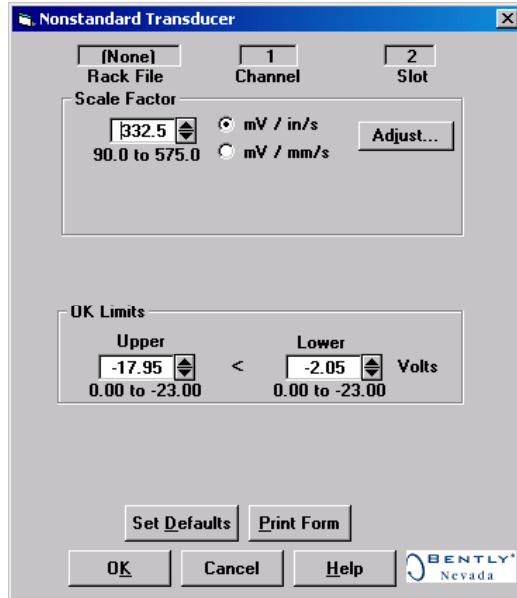 Nonstandard Transducer
(None) 1 2
Rack File Channel Slot
Scale Factor
332.5 mV / in/s Adjust...
90.0 to 575.0 mV / mm/s
OK Limits
Upper Lower
-17.95 < -2.05 Volts
0.00 to -23.00 0.00 to -23.00
Set Defaults Print Form
OK Cancel Help BENTLY
Nevada